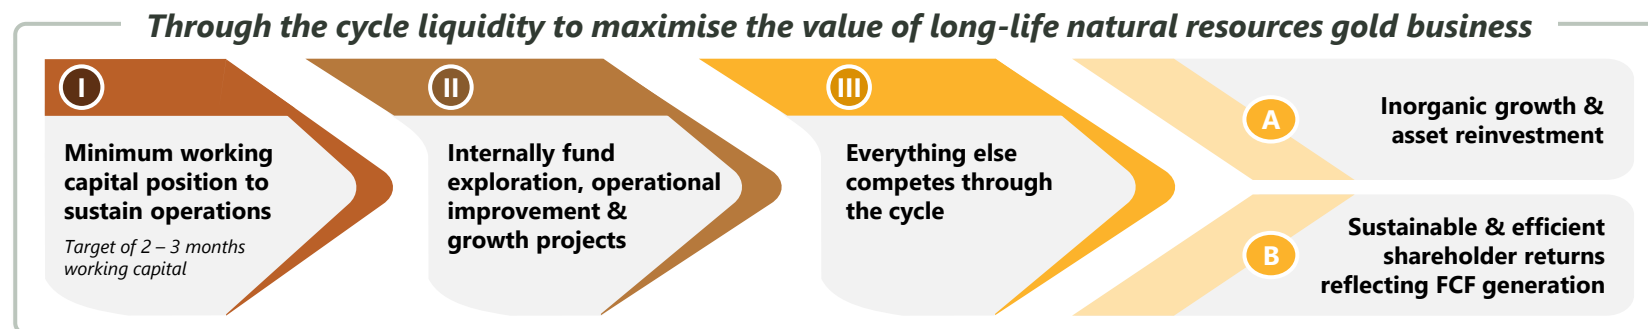 Through the cycle liquidity to maximise the value of long-life natural resources gold business
I
Minimum working
capital position to
sustain operations
Target of 2 – 3 months
working capital
II
Internally fund
exploration, operational
improvement &
growth projects
III
Everything else
competes through
the cycle
A
Inorganic growth &
asset reinvestment
B
Sustainable & efficient
shareholder returns
reflecting FCF generation